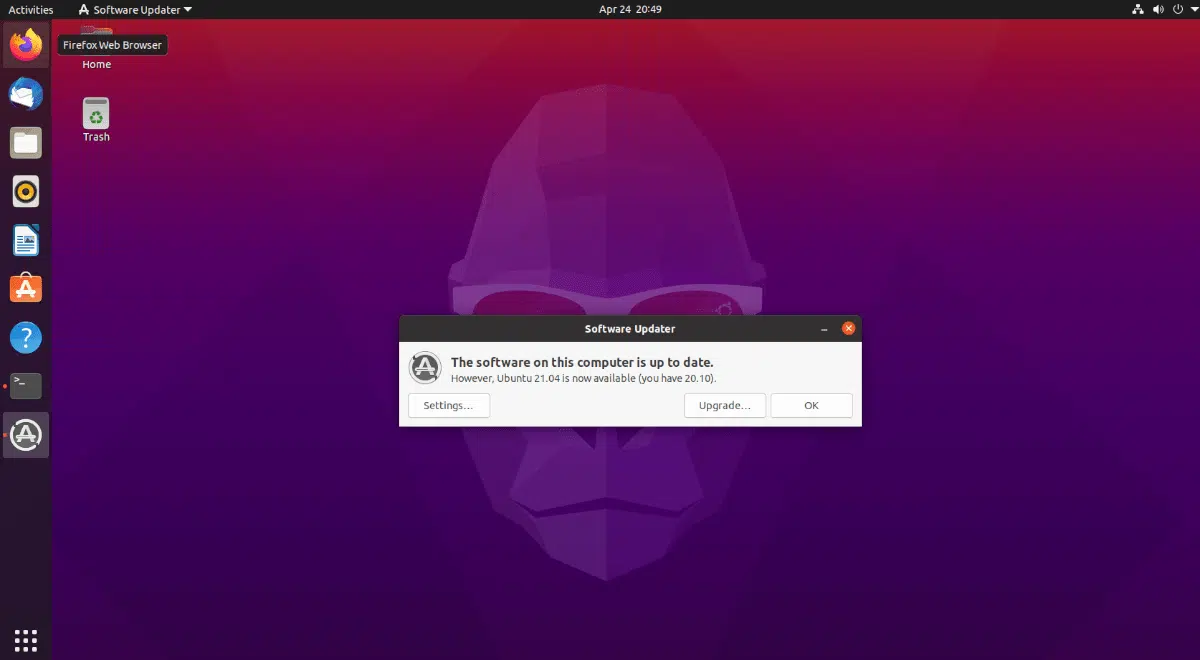 Activities
Software Updater
Apr 24 20:49
Firefox Web Browser
Home
Trash
>_
?
Software Updater
The software on this computer is up to date.
However, Ubuntu 21.04 is now available (you have 20.10).
Settings…
Upgrade…
OK